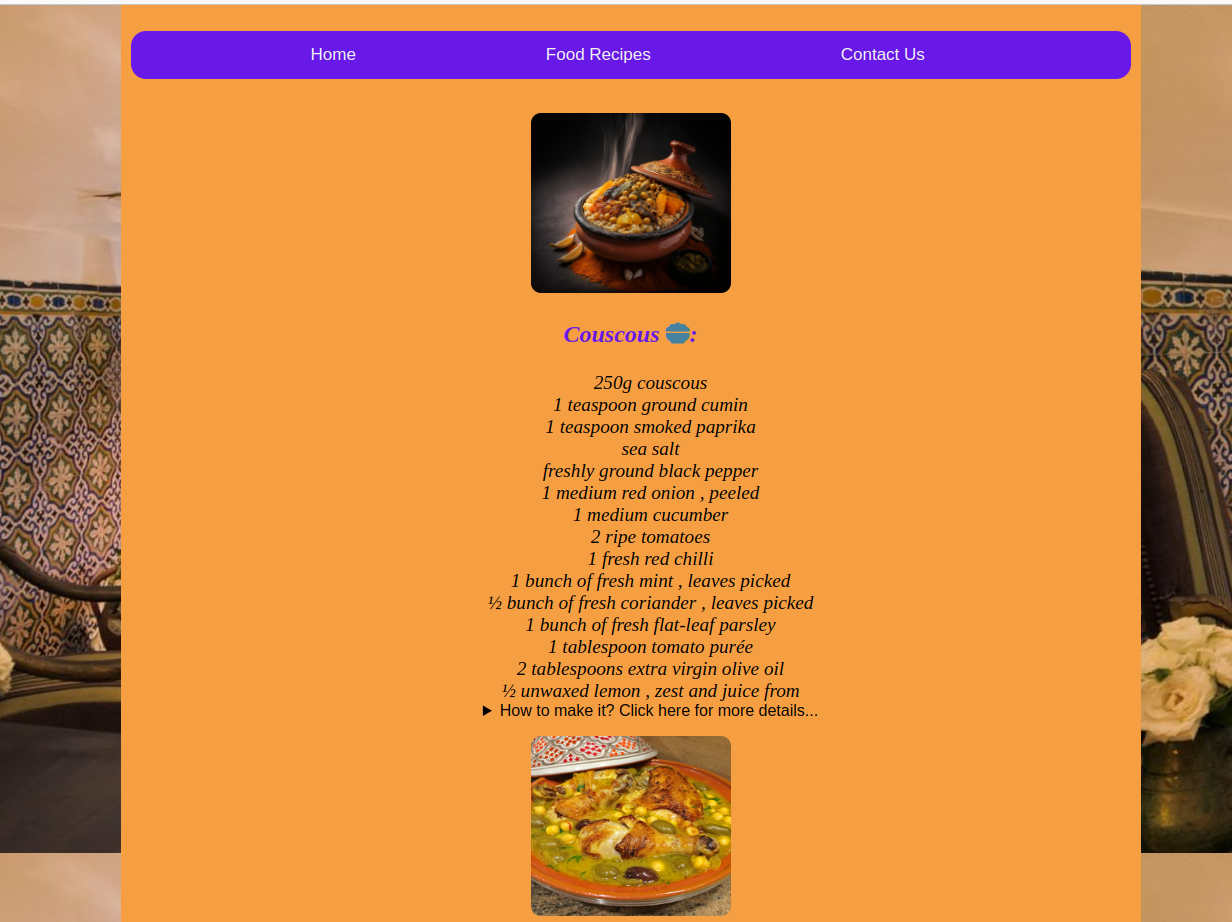 Home Food Recipes Contact Us
Couscous :
250g couscous
1 teaspoon ground cumin
1 teaspoon smoked paprika
sea salt
freshly ground black pepper
1 medium red onion , peeled
1 medium cucumber
2 ripe tomatoes
1 fresh red chilli
1 bunch of fresh mint , leaves picked
½ bunch of fresh coriander , leaves picked
1 bunch of fresh flat-leaf parsley
1 tablespoon tomato purée
2 tablespoons extra virgin olive oil
½ unwaxed lemon , zest and juice from
How to make it? Click here for more details...